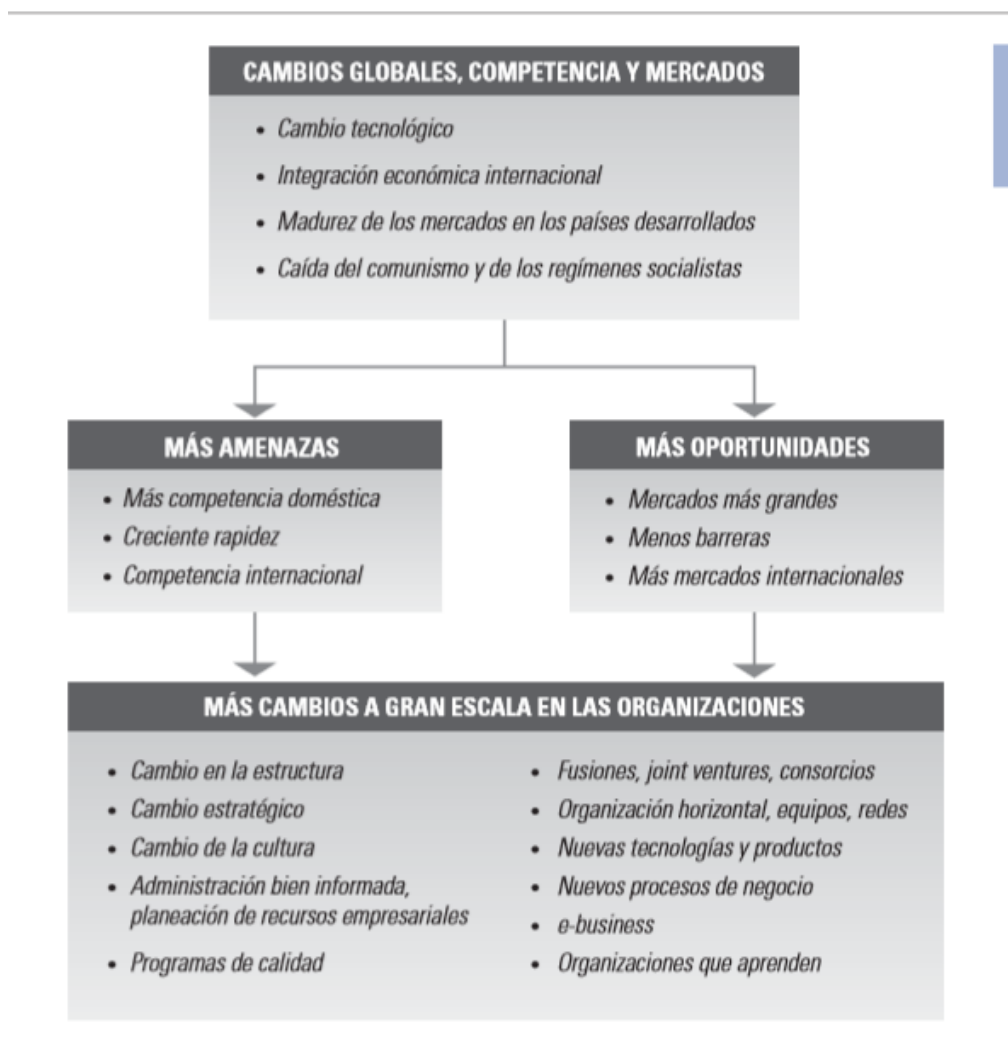 CAMBIOS GLOBALES, COMPETENCIA Y MERCADOS
• Cambio tecnológico
• Integración económica internacional
• Madurez de los mercados en los países desarrollados
• Caída del comunismo y de los regímenes socialistas
MÁS AMENAZAS
• Más competencia doméstica
• Creciente rapidez
• Competencia internacional
MÁS OPORTUNIDADES
• Mercados más grandes
• Menos barreras
• Más mercados internacionales
MÁS CAMBIOS A GRAN ESCALA EN LAS ORGANIZACIONES
• Cambio en la estructura
• Cambio estratégico
• Cambio de la cultura
• Administración bien informada,
planeación de recursos empresariales
• Programas de calidad
• Fusiones, joint ventures, consorcios
• Organización horizontal, equipos, redes
• Nuevas tecnologías y productos
• Nuevos procesos de negocio
• e-business
• Organizaciones que aprenden